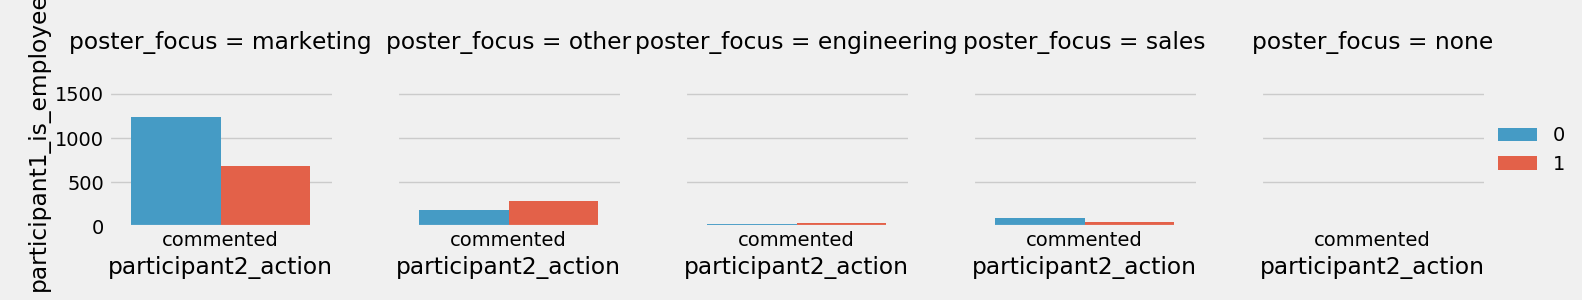 participant1_is_employee
poster_focus = marketing
poster_focus = other
poster_focus = engineering
poster_focus = sales
poster_focus = none
1500
1000
500
0
commented
commented
commented
commented
commented
participant2_action
participant2_action
participant2_action
participant2_action
participant2_action
0
1